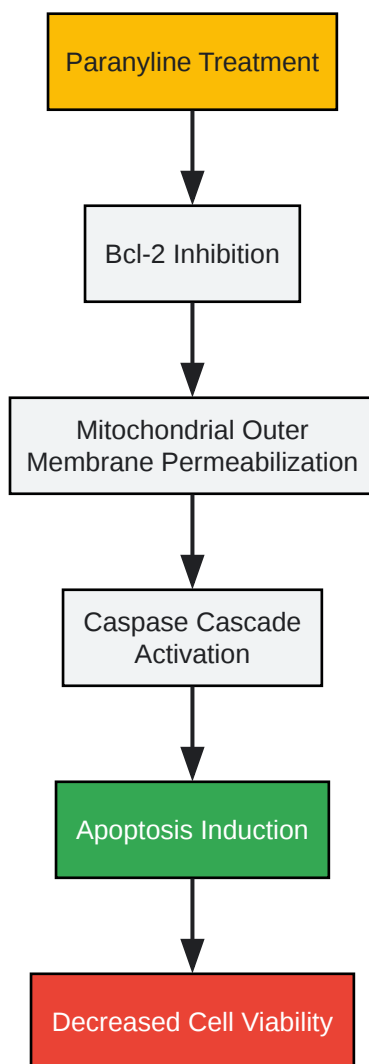 Paranyline Treatment
Bcl-2 Inhibition
Mitochondrial Outer
Membrane Permeabilization
Caspase Cascade
Activation
Apoptosis Induction
Decreased Cell Viability